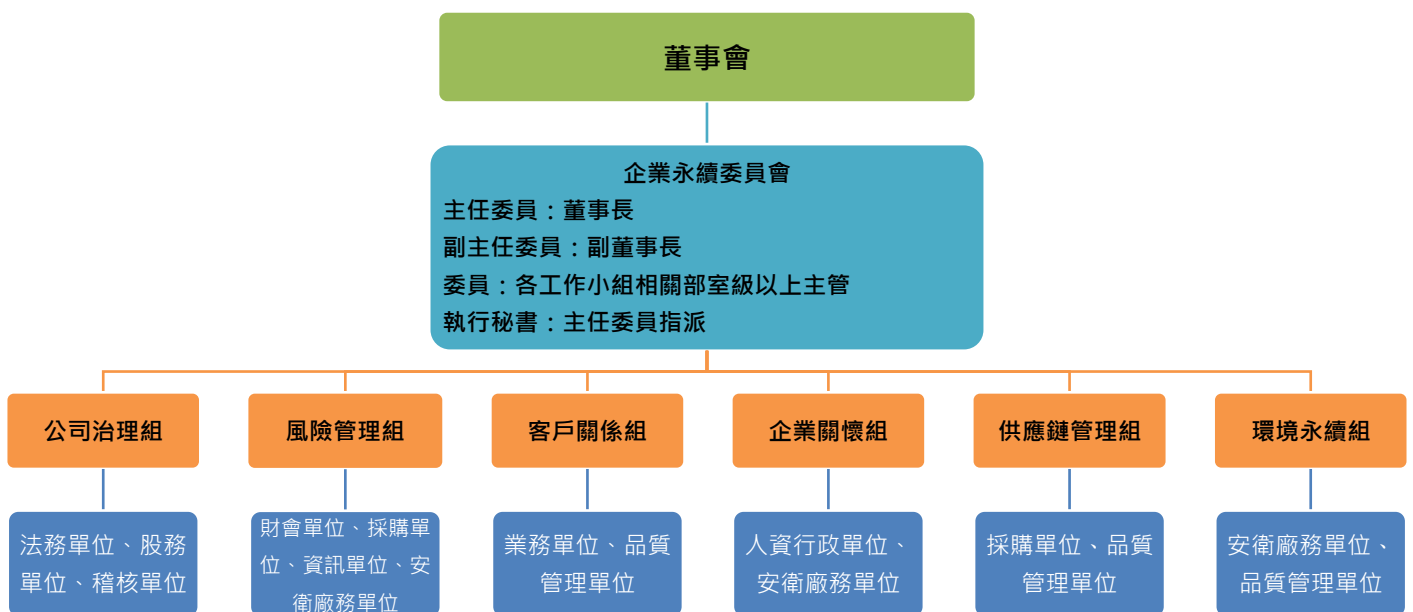 董事會
企業永續委員會
主任委員：董事長
副主任委員：副董事長
委員：各工作小組相關部室級以上主管
執行秘書：主任委員指派
公司治理組
風險管理組
客戶關係組
企業關懷組
供應鏈管理組
環境永續組
法務單位、股務
單位、稽核單位
財會單位、採購單
位、資訊單位、安
衛廠務單位
業務單位、品質
管理單位
人資行政單位、
安衛廠務單位
採購單位、品質
管理單位
安衛廠務單位、
品質管理單位